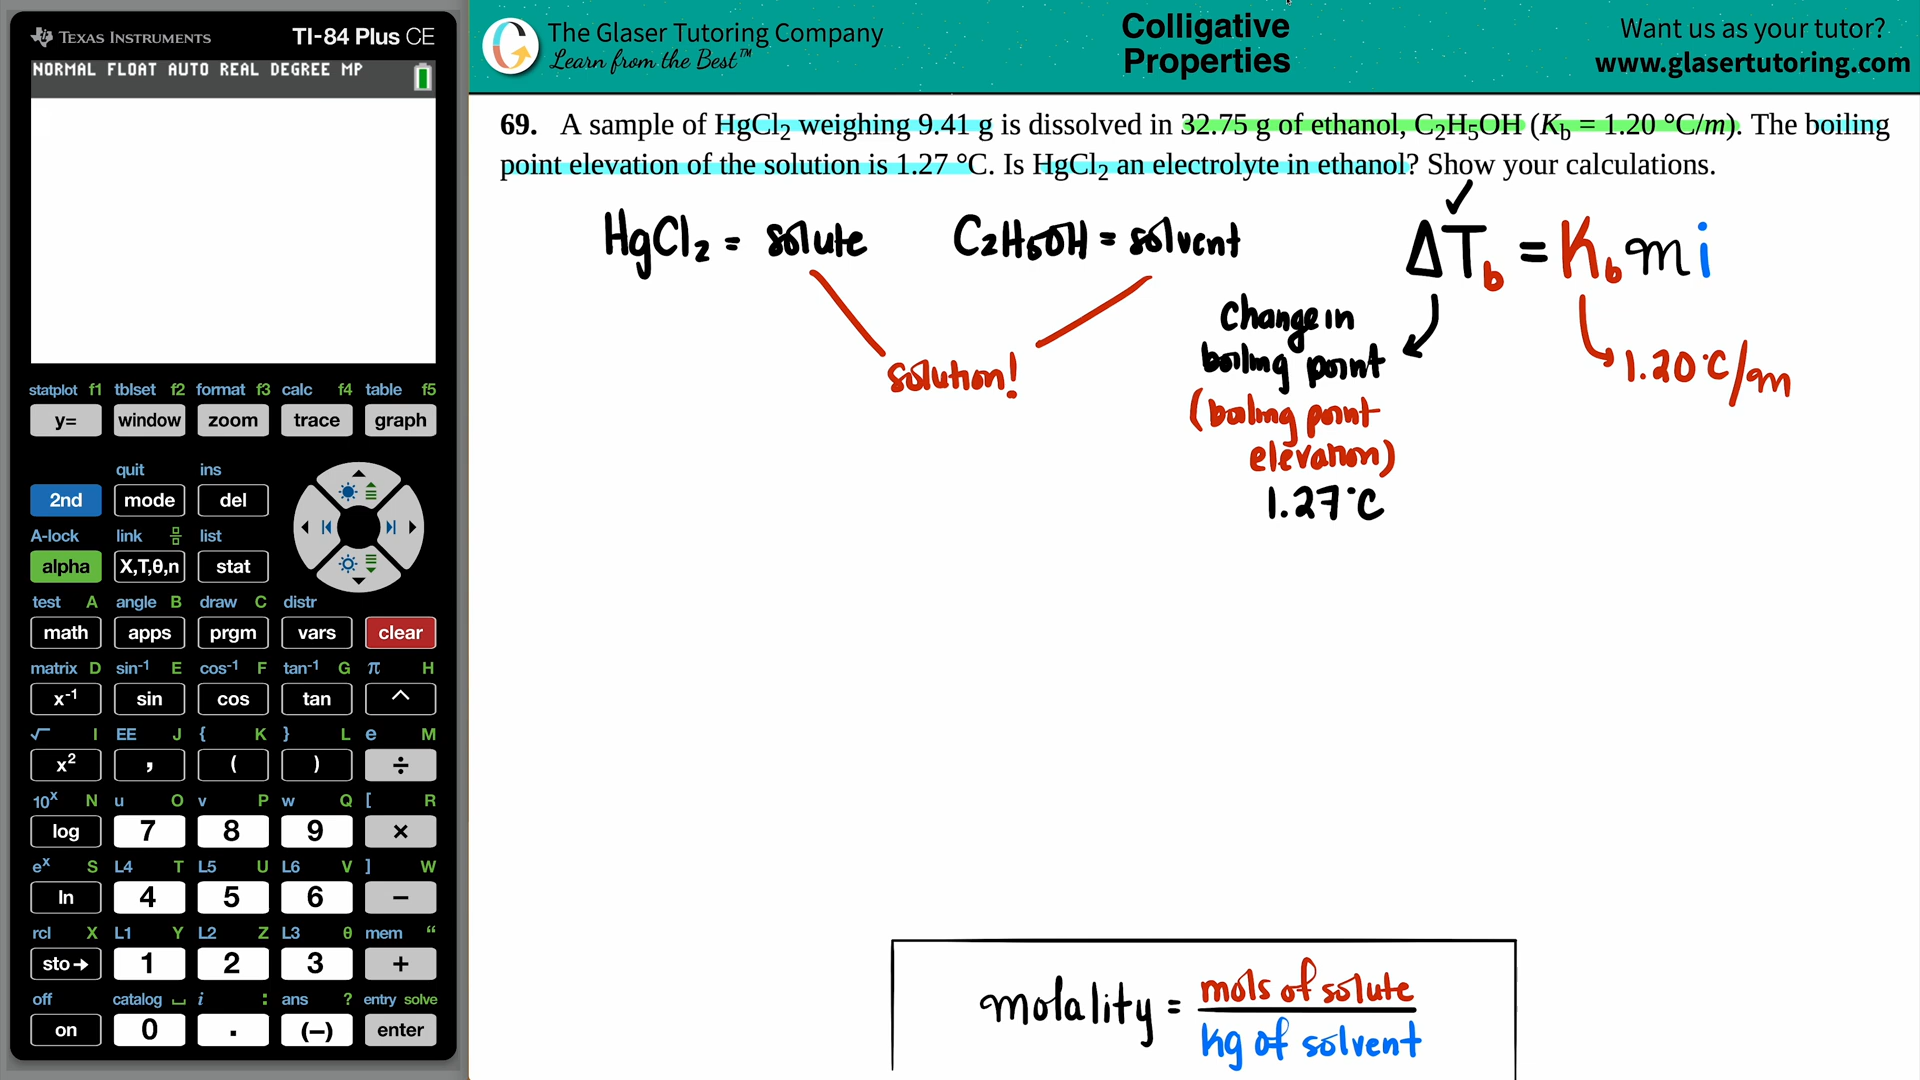 TEXAS INSTRUMENTS TI-84 Plus CE
NORMAL FLOAT AUTO REAL DEGREE MP
statplot f1 tblset f2 format f3 calc f4 table f5
y= window zoom trace graph
quit ins
2nd mode del
A-lock link list
alpha X,T,θ,n stat
test A angle B draw C distr
math apps prgm vars clear
matrix D sin⁻¹ E cos⁻¹ F tan⁻¹ G π H
x⁻¹ sin cos tan ^
√ I EE J { K } L e M
x² , ( ) ÷
10ˣ N u O v P w Q [ R
log 7 8 9 ×
eˣ S L4 T L5 U L6 V ] W
ln 4 5 6 −
rcl X L1 Y L2 Z L3 θ mem “
sto→ 1 2 3 +
off catalog ⎵ i : ans ? entry solve
on 0 . (−) enter
The Glaser Tutoring Company
Learn from the Best™
Colligative
Properties
Want us as your tutor?
www.glasertutoring.com
69. A sample of HgCl₂ weighing 9.41 g is dissolved in 32.75 g of ethanol, C₂H₅OH (K_b = 1.20 °C/m). The boiling
point elevation of the solution is 1.27 °C. Is HgCl₂ an electrolyte in ethanol? Show your calculations.
HgCl₂ = solute C₂H₅OH = solvent
solution!
ΔT_b = K_b m i
Change in
boiling point
(boiling point
elevation)
1.27°C
1.20°C/m
molality = mols of solute
kg of solvent